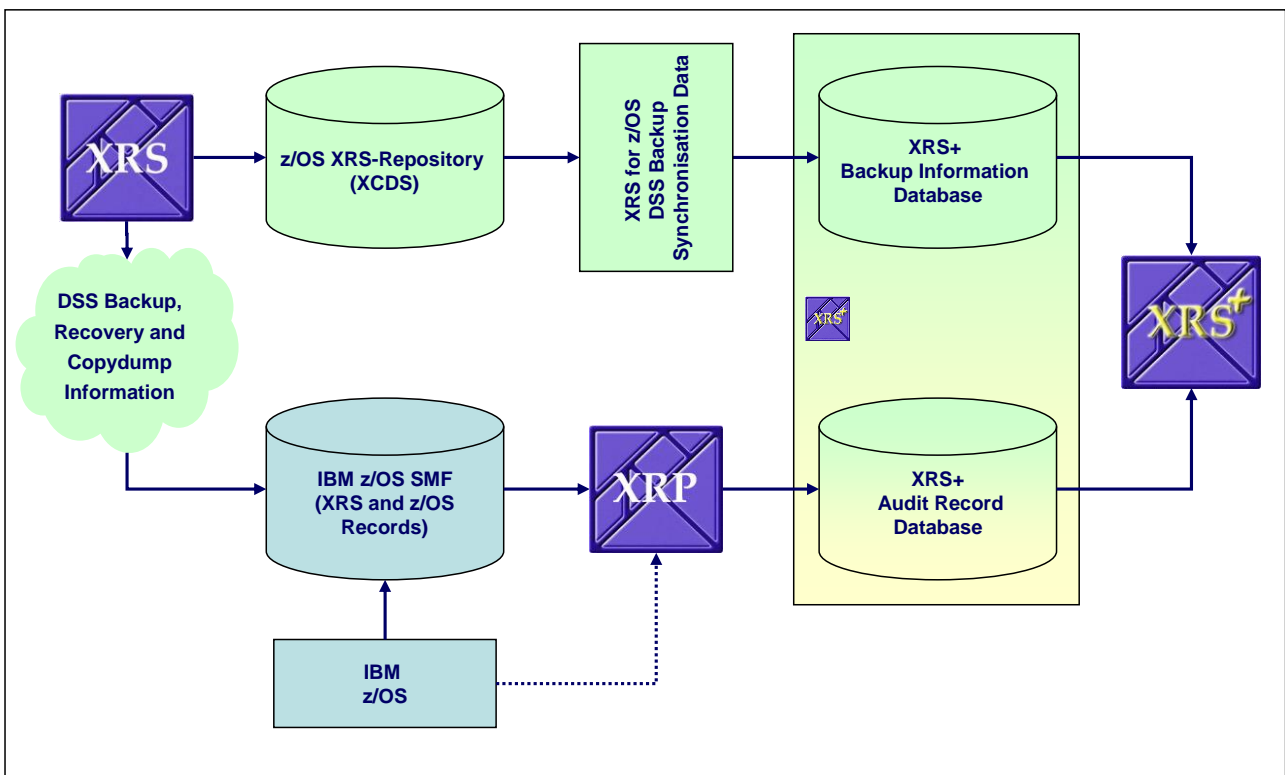 XRS
z/OS XRS-Repository
(XCDS)
XRS for z/OS
DSS Backup
Synchronisation Data
XRS+
Backup Information
Database
DSS Backup,
Recovery and
Copydump
Information
XRS+
XRS+
IBM z/OS SMF
(XRS and z/OS
Records)
XRP
XRS+
Audit Record
Database
IBM
z/OS